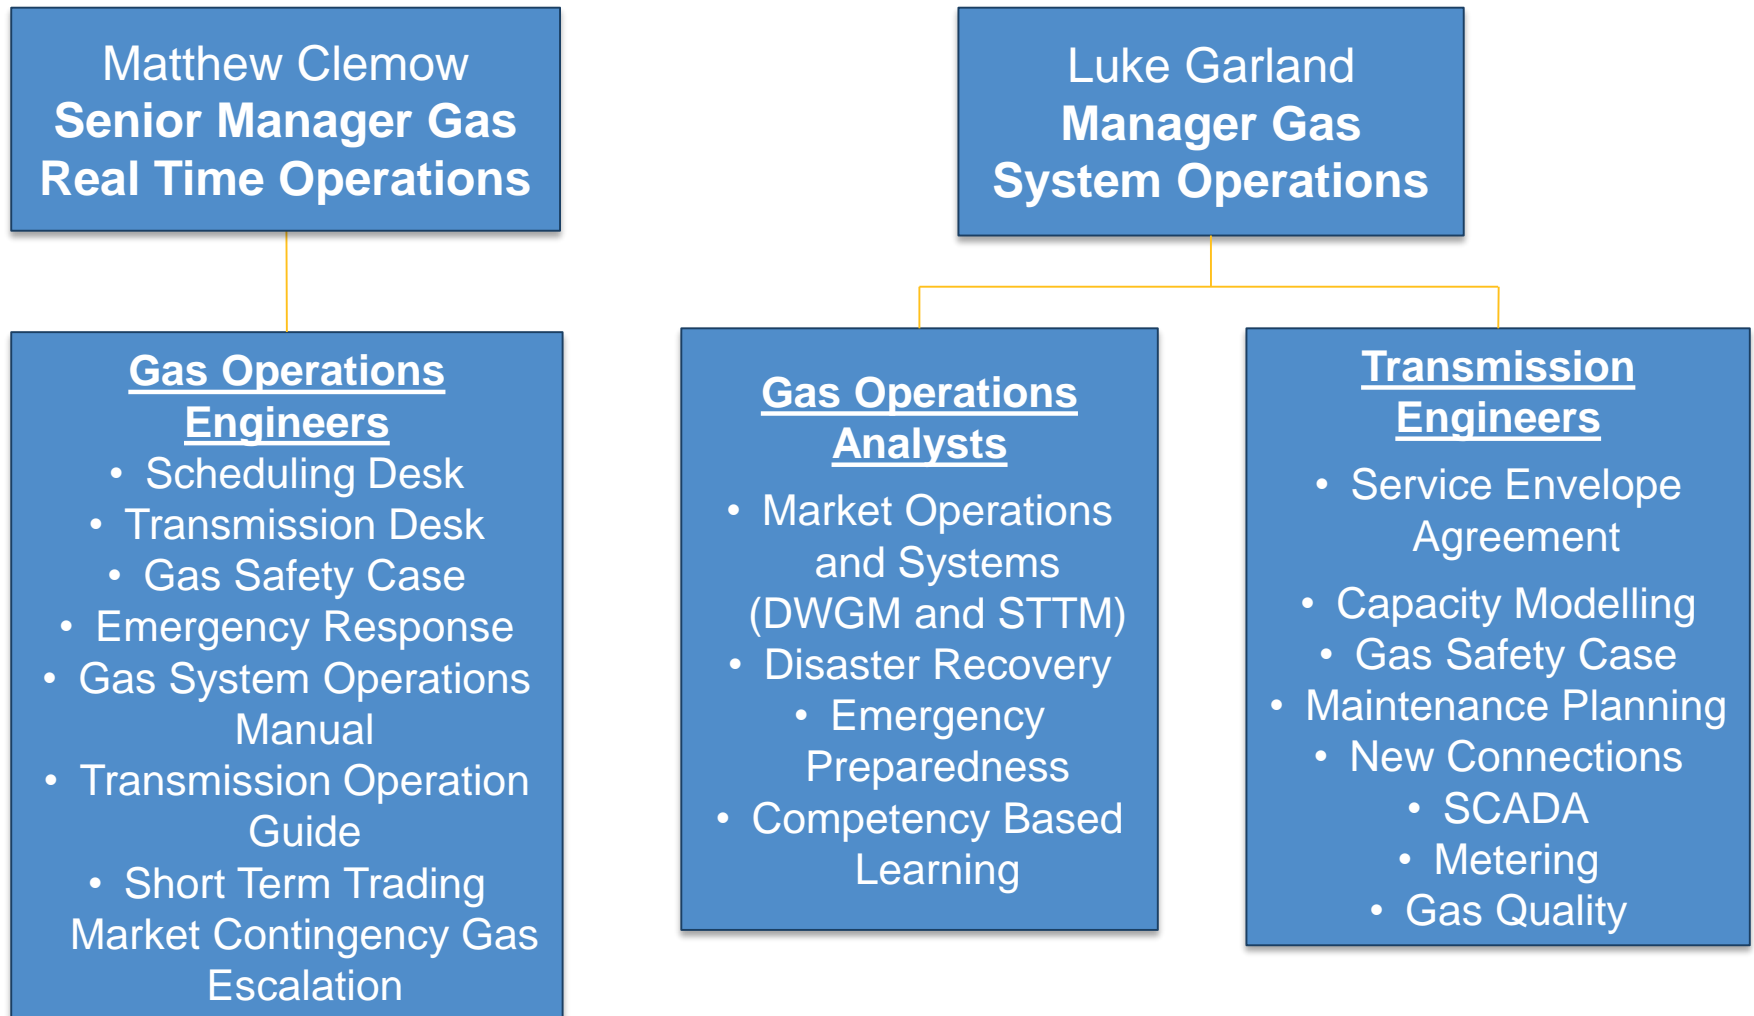 Matthew Clemow
Senior Manager Gas
Real Time Operations
Luke Garland
Manager Gas
System Operations
Gas Operations
Engineers
• Scheduling Desk
• Transmission Desk
• Gas Safety Case
• Emergency Response
• Gas System Operations
Manual
• Transmission Operation
Guide
• Short Term Trading
Market Contingency Gas
Escalation
Gas Operations
Analysts
• Market Operations
and Systems
(DWGM and STTM)
• Disaster Recovery
• Emergency
Preparedness
• Competency Based
Learning
Transmission
Engineers
• Service Envelope
Agreement
• Capacity Modelling
• Gas Safety Case
• Maintenance Planning
• New Connections
• SCADA
• Metering
• Gas Quality